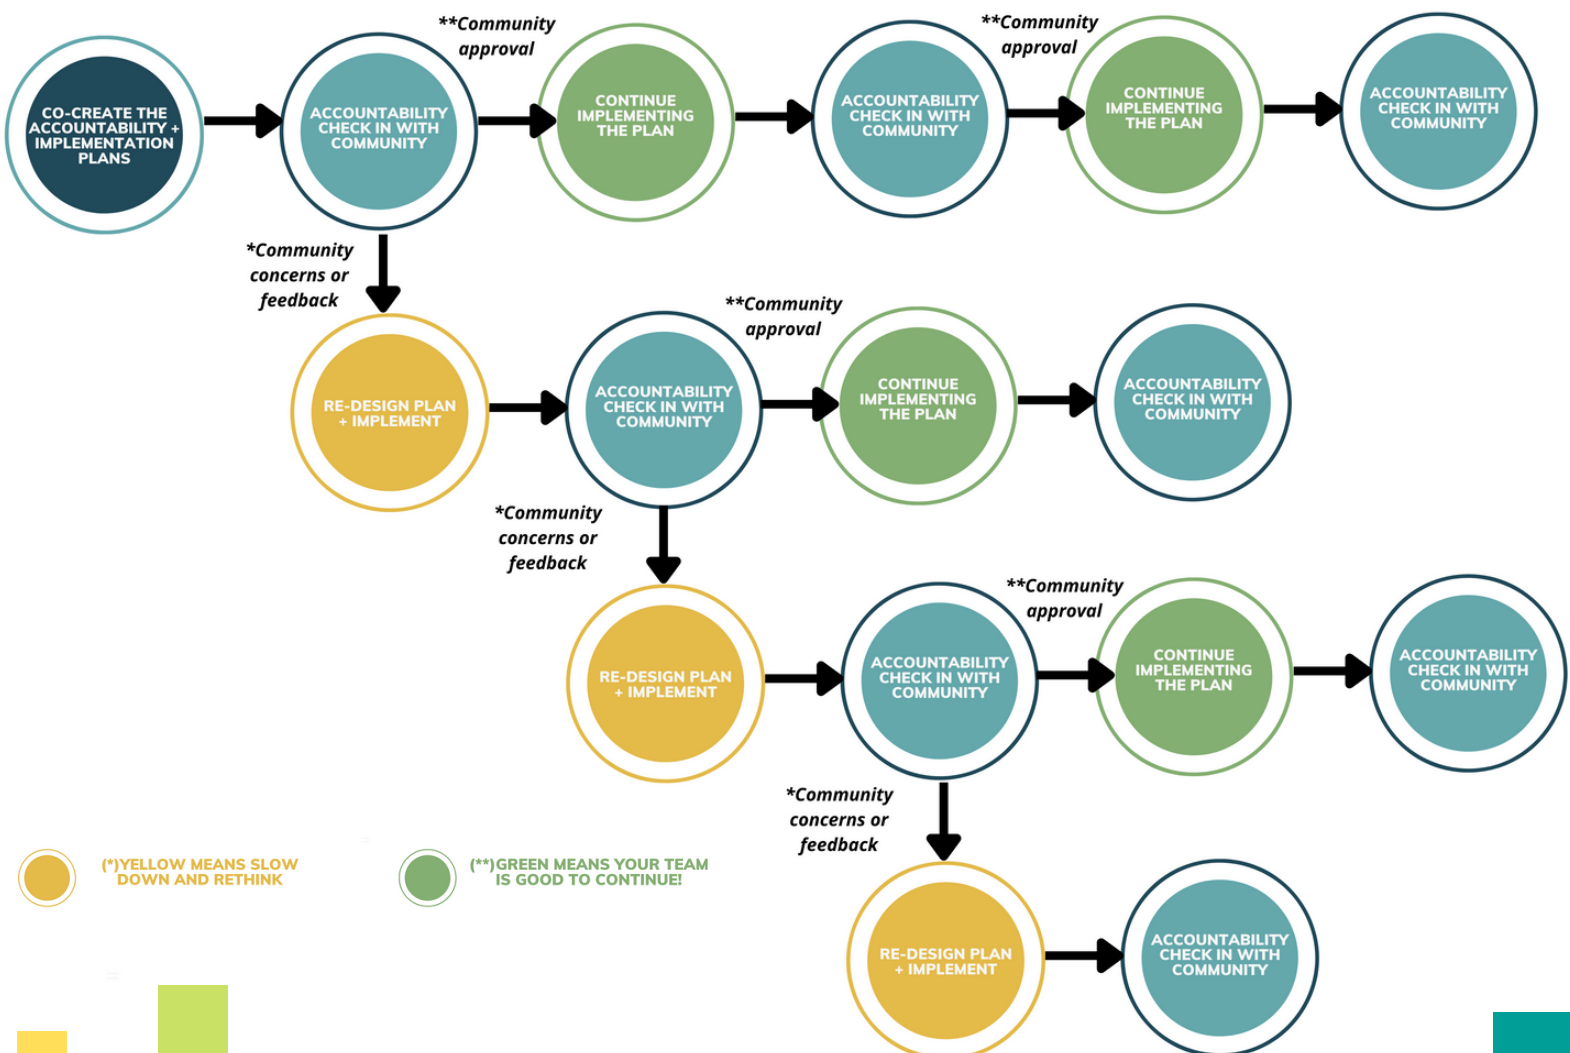 **Community
approval
**Community
approval
CO-CREATE THE
ACCOUNTABILITY +
IMPLEMENTATION
PLANS
ACCOUNTABILITY
CHECK IN WITH
COMMUNITY
CONTINUE
IMPLEMENTING
THE PLAN
ACCOUNTABILITY
CHECK IN WITH
COMMUNITY
CONTINUE
IMPLEMENTING
THE PLAN
ACCOUNTABILITY
CHECK IN WITH
COMMUNITY
*Community
concerns or
feedback
**Community
approval
RE-DESIGN PLAN
+ IMPLEMENT
ACCOUNTABILITY
CHECK IN WITH
COMMUNITY
CONTINUE
IMPLEMENTING
THE PLAN
ACCOUNTABILITY
CHECK IN WITH
COMMUNITY
*Community
concerns or
feedback
**Community
approval
RE-DESIGN PLAN
+ IMPLEMENT
ACCOUNTABILITY
CHECK IN WITH
COMMUNITY
CONTINUE
IMPLEMENTING
THE PLAN
ACCOUNTABILITY
CHECK IN WITH
COMMUNITY
*Community
concerns or
feedback
(*)YELLOW MEANS SLOW
DOWN AND RETHINK
(**)GREEN MEANS YOUR TEAM
IS GOOD TO CONTINUE!
RE-DESIGN PLAN
+ IMPLEMENT
ACCOUNTABILITY
CHECK IN WITH
COMMUNITY